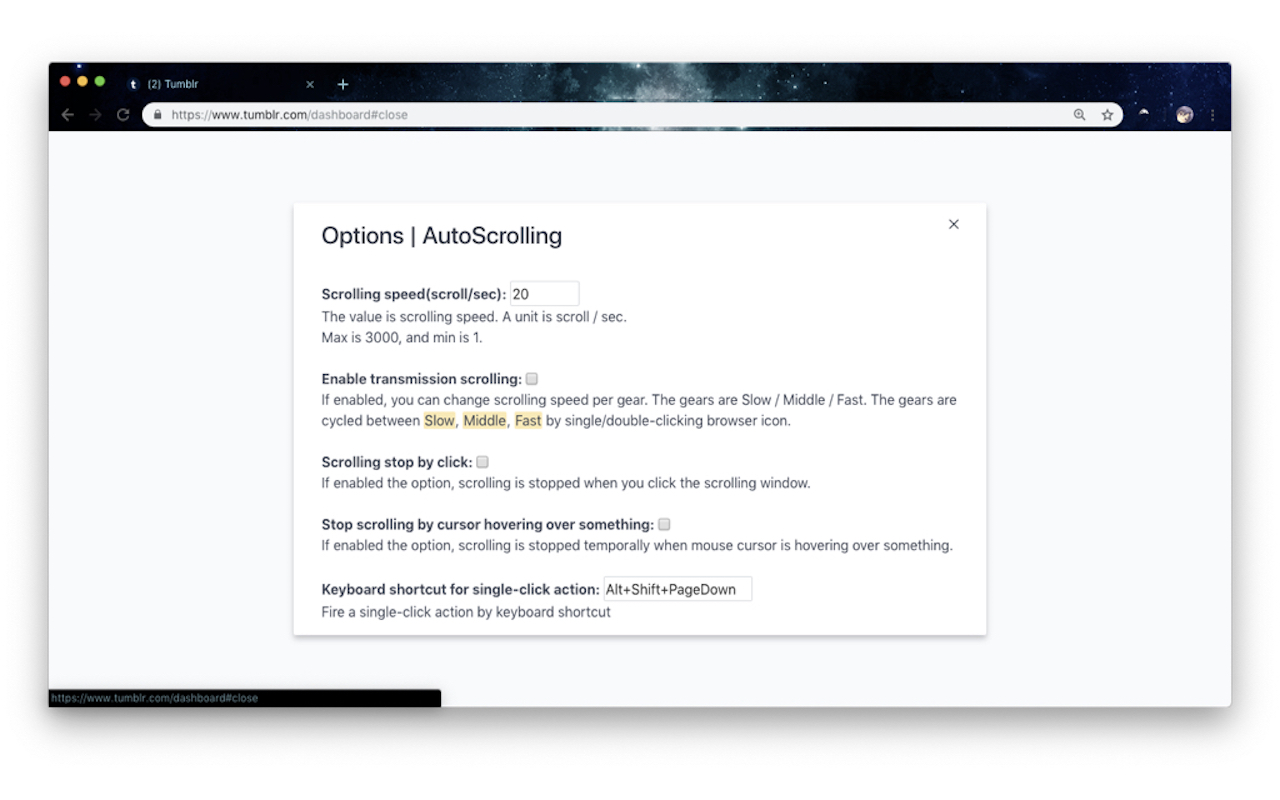 (2) Tumblr
https://www.tumblr.com/dashboard#close
Options | AutoScrolling
Scrolling speed(scroll/sec): 20
The value is scrolling speed. A unit is scroll / sec.
Max is 3000, and min is 1.
Enable transmission scrolling:
If enabled, you can change scrolling speed per gear. The gears are Slow / Middle / Fast. The gears are
cycled between Slow, Middle, Fast by single/double-clicking browser icon.
Scrolling stop by click:
If enabled the option, scrolling is stopped when you click the scrolling window.
Stop scrolling by cursor hovering over something:
If enabled the option, scrolling is stopped temporally when mouse cursor is hovering over something.
Keyboard shortcut for single-click action: Alt+Shift+PageDown
Fire a single-click action by keyboard shortcut
https://www.tumblr.com/dashboard#close